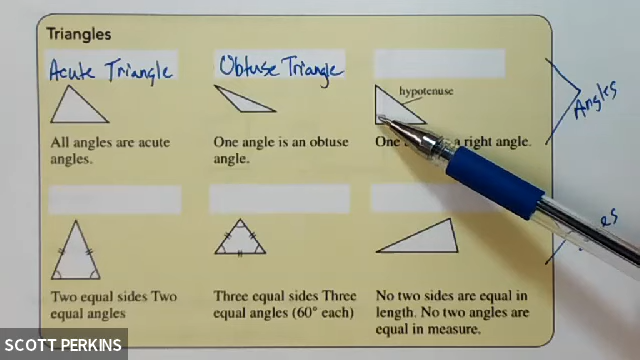 Triangles
Acute Triangle
Obtuse Triangle
hypotenuse
Angles
All angles are acute
angles.
One angle is an obtuse
angle.
One a right angle.
Two equal sides Two
equal angles
Three equal sides Three
equal angles (60° each)
No two sides are equal in
length. No two angles are
equal in measure.
SCOTT PERKINS